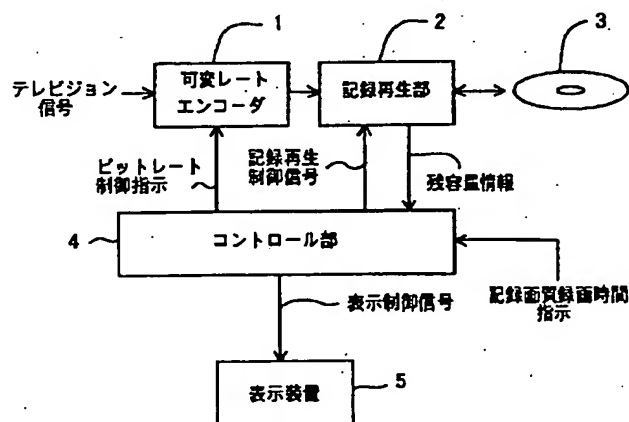 1
2
3
テレビジョン
信号
可変レート
エンコーダ
記録再生部
ビットレート
制御指示
記録再生
制御信号
残容量情報
4
コントロール部
表示制御信号
記録画質録画時間
指示
表示装置
5